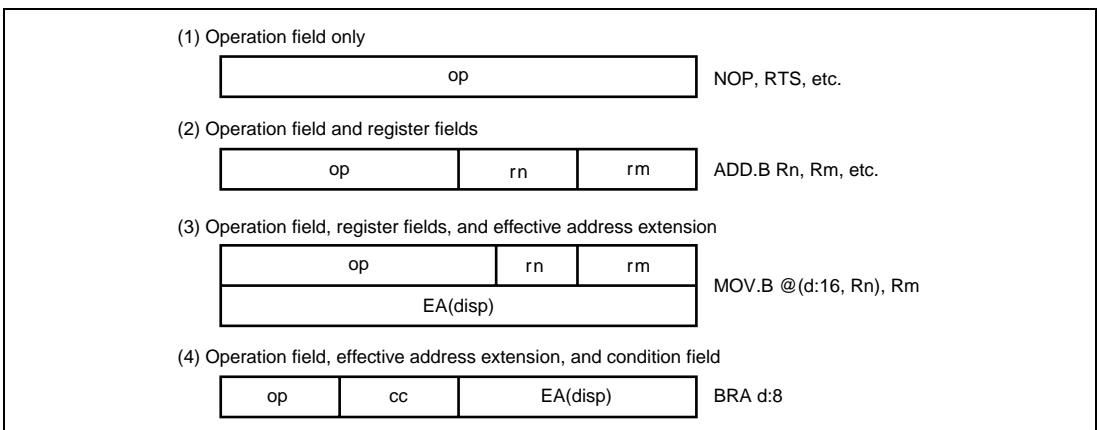 (1) Operation field only
op
NOP, RTS, etc.
(2) Operation field and register fields
op rn rm
ADD.B Rn, Rm, etc.
(3) Operation field, register fields, and effective address extension
op rn rm
EA(disp)
MOV.B @(d:16, Rn), Rm
(4) Operation field, effective address extension, and condition field
op cc EA(disp)
BRA d:8